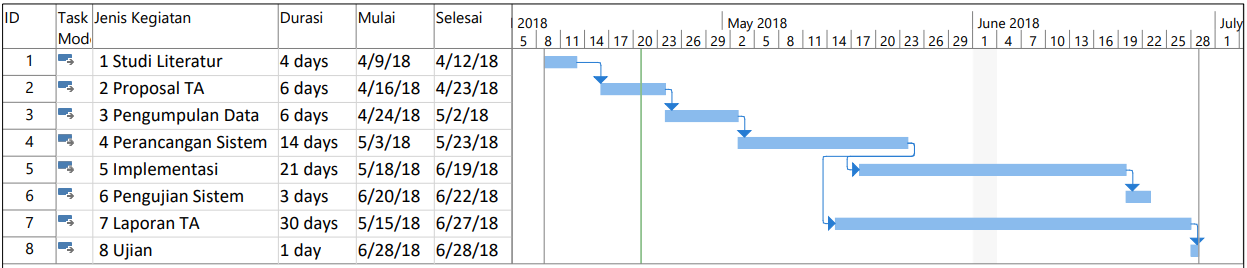 ID Task Mode Jenis Kegiatan Durasi Mulai Selesai
2018 May 2018 June 2018 July
5 8 11 14 17 20 23 26 29 2 5 8 11 14 17 20 23 26 29 1 4 7 10 13 16 19 22 25 28 1
1 1 Studi Literatur 4 days 4/9/18 4/12/18
2 2 Proposal TA 6 days 4/16/18 4/23/18
3 3 Pengumpulan Data 6 days 4/24/18 5/2/18
4 4 Perancangan Sistem 14 days 5/3/18 5/23/18
5 5 Implementasi 21 days 5/18/18 6/19/18
6 6 Pengujian Sistem 3 days 6/20/18 6/22/18
7 7 Laporan TA 30 days 5/15/18 6/27/18
8 8 Ujian 1 day 6/28/18 6/28/18